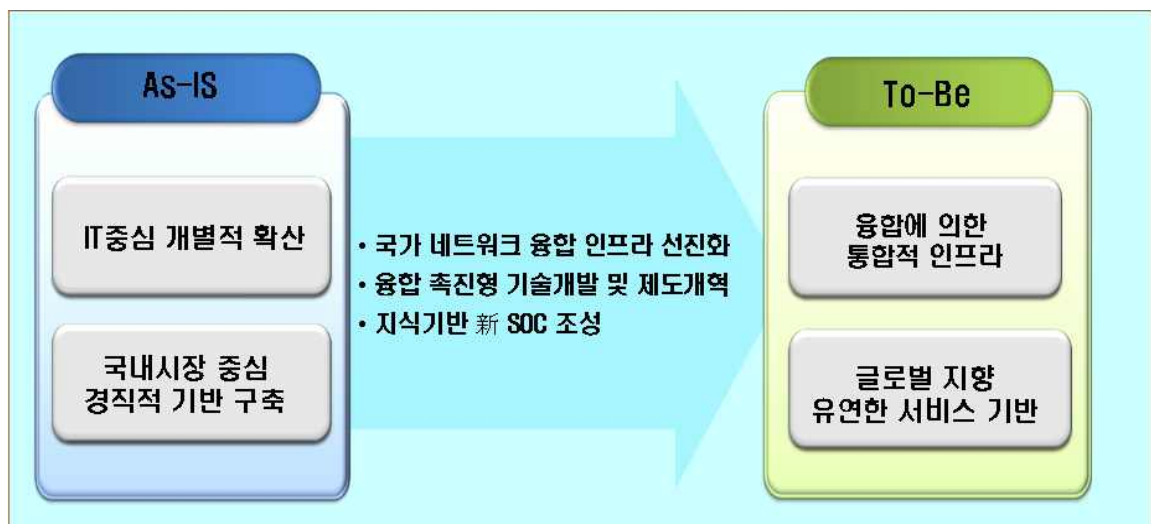 As-IS
IT중심 개별적 확산
국내시장 중심
경직적 기반 구축
• 국가 네트워크 융합 인프라 선진화
• 융합 촉진형 기술개발 및 제도개혁
• 지식기반 新 SOC 조성
To-Be
융합에 의한
통합적 인프라
글로벌 지향
유연한 서비스 기반